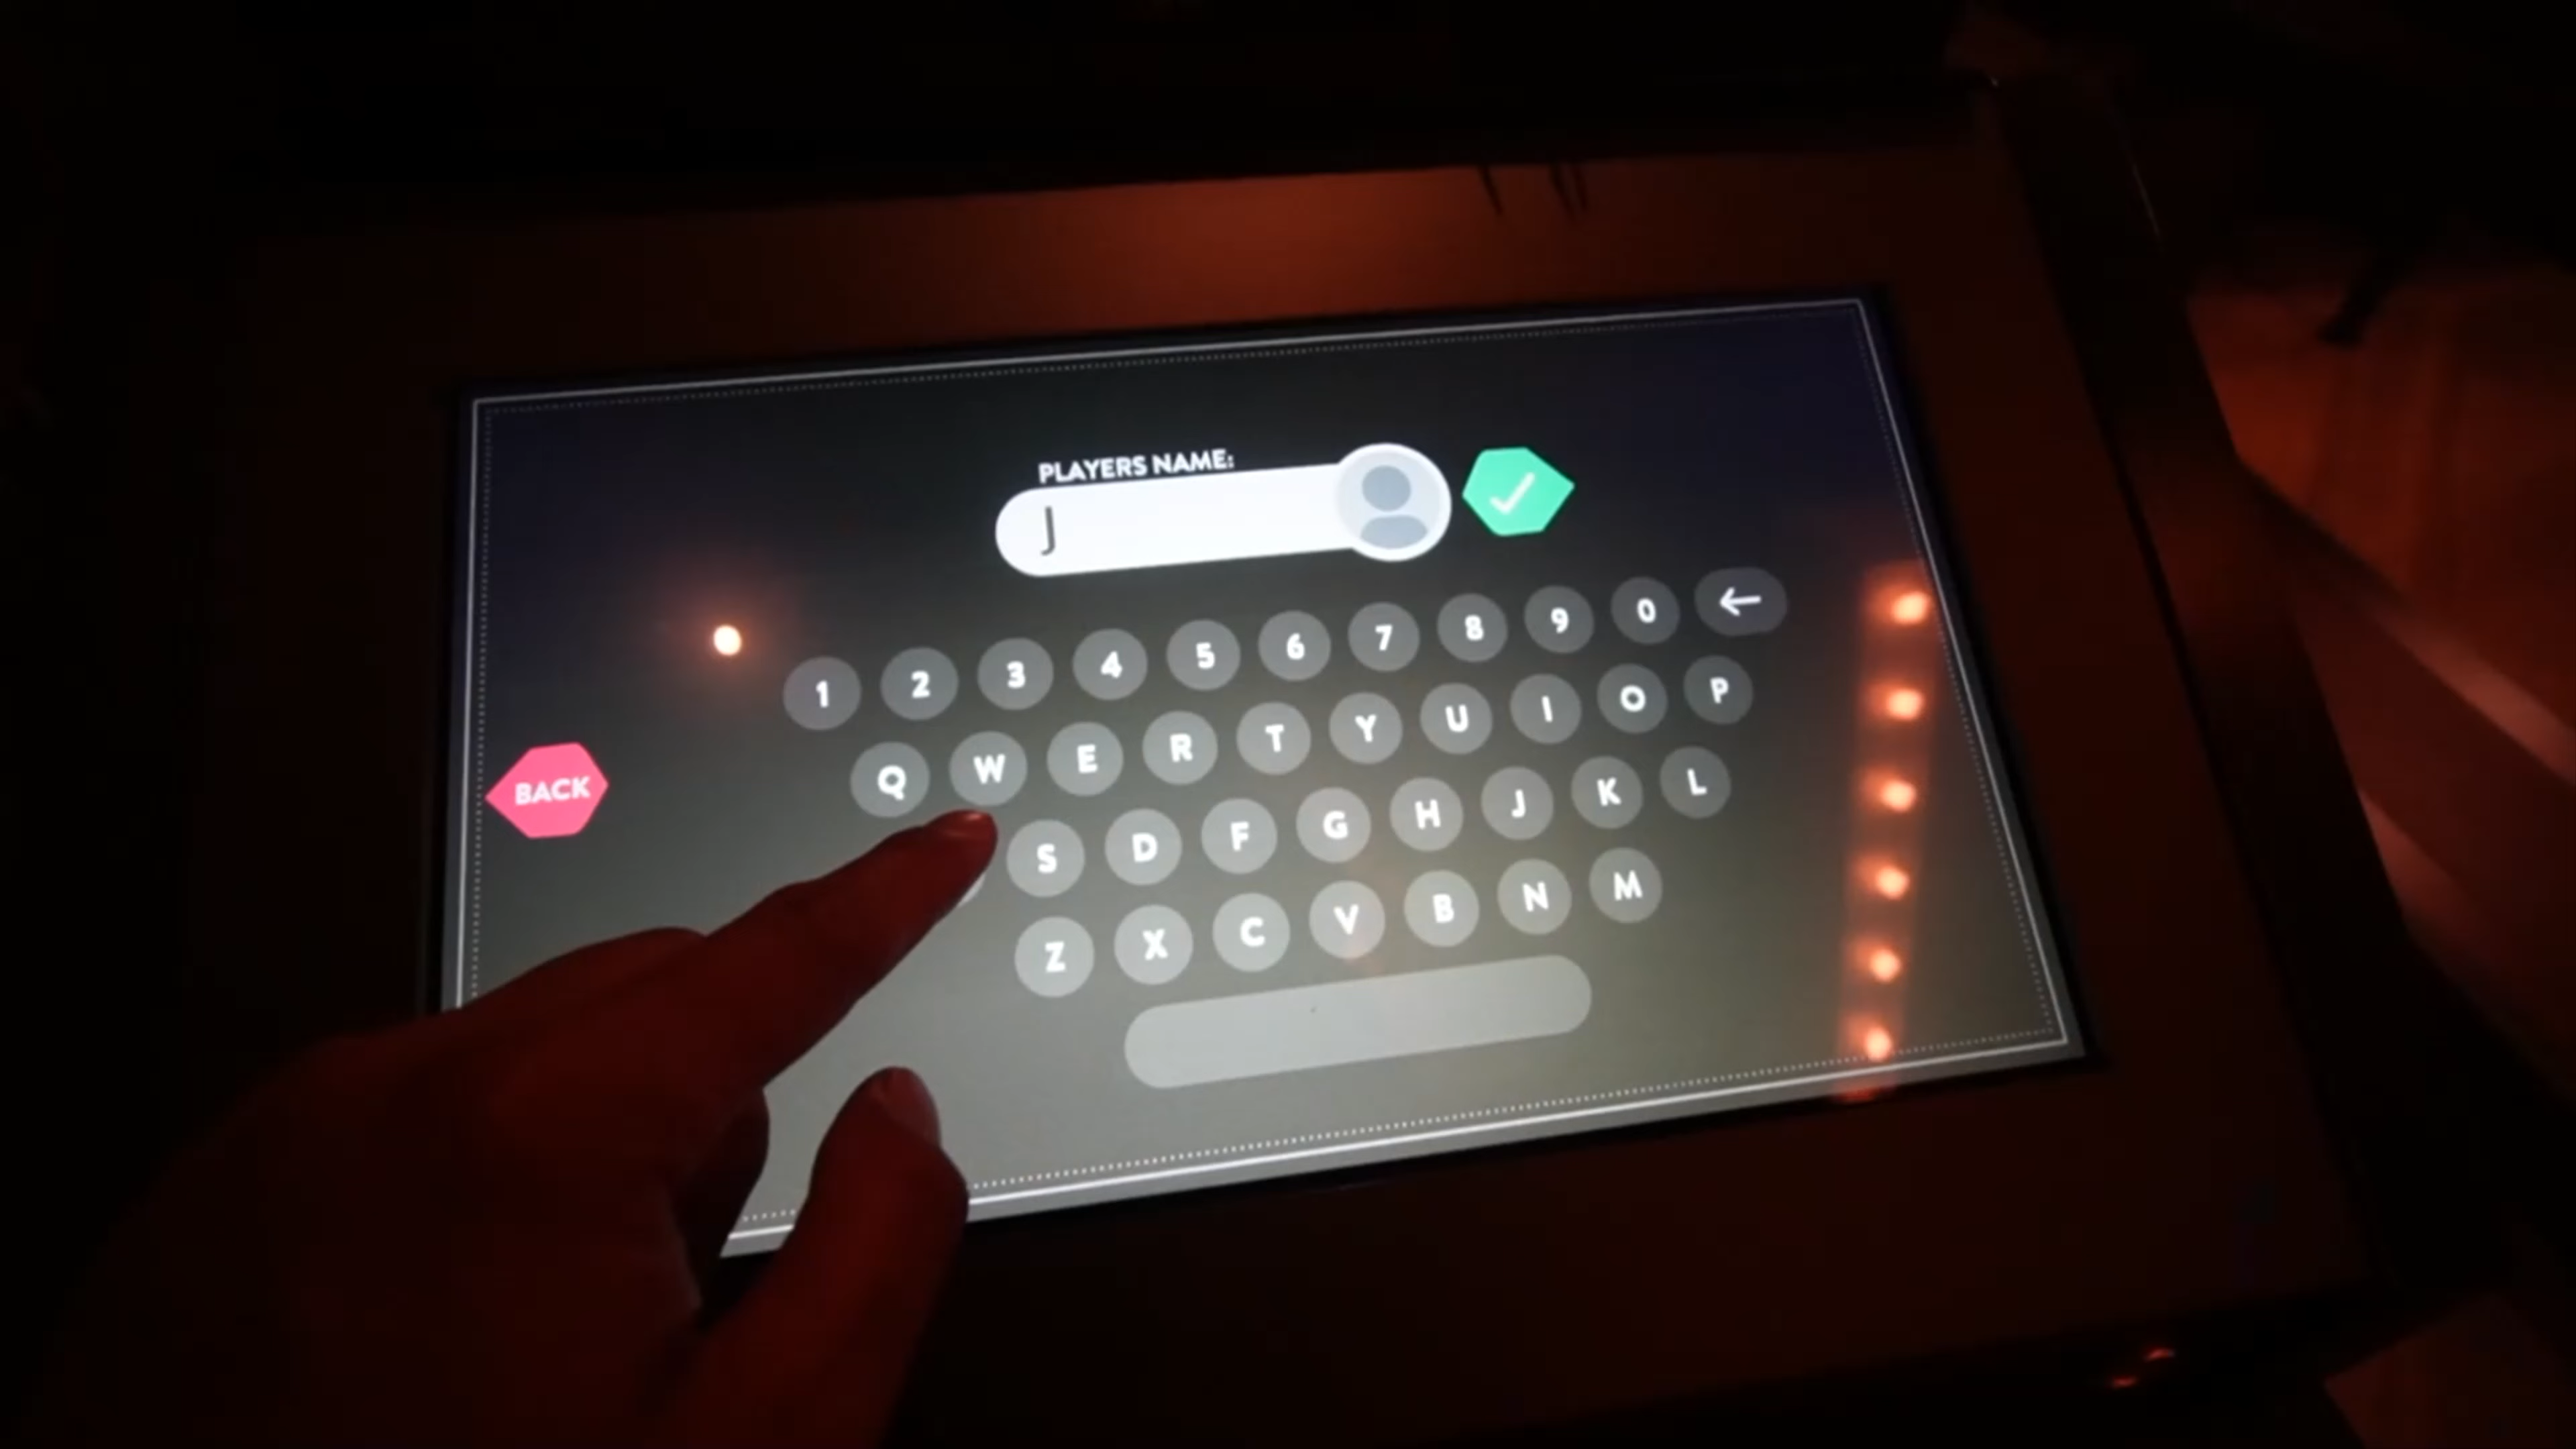 PLAYERS NAME:
J
1 2 3 4 5 6 7 8 9 0 ←
Q W E R T Y U I O P
BACK
S D F G H J K L
Z X C V B N M